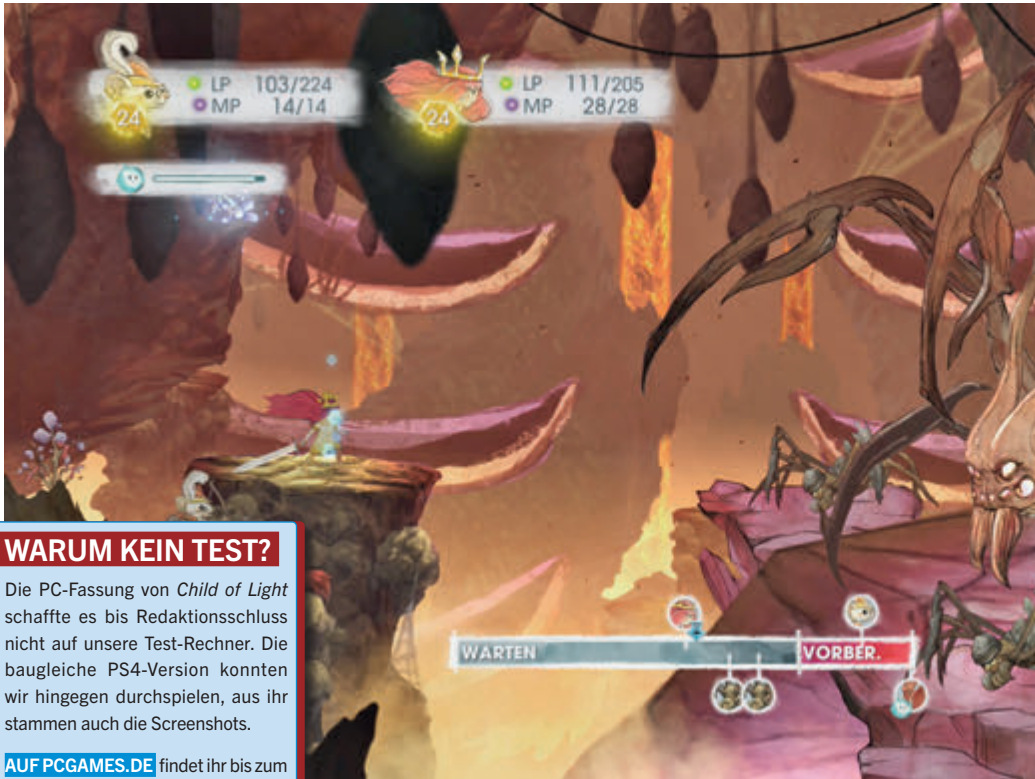 LP 103/224
MP 14/14
24
LP 111/205
MP 28/28
24
WARTEN
VORBER.
WARUM KEIN TEST?
Die PC-Fassung von Child of Light
schaffte es bis Redaktionsschluss
nicht auf unsere Test-Rechner. Die
baugleiche PS4-Version konnten
wir hingegen durchspielen, aus ihr
stammen auch die Screenshots.
AUF PCGAMES.DE findet ihr bis zum